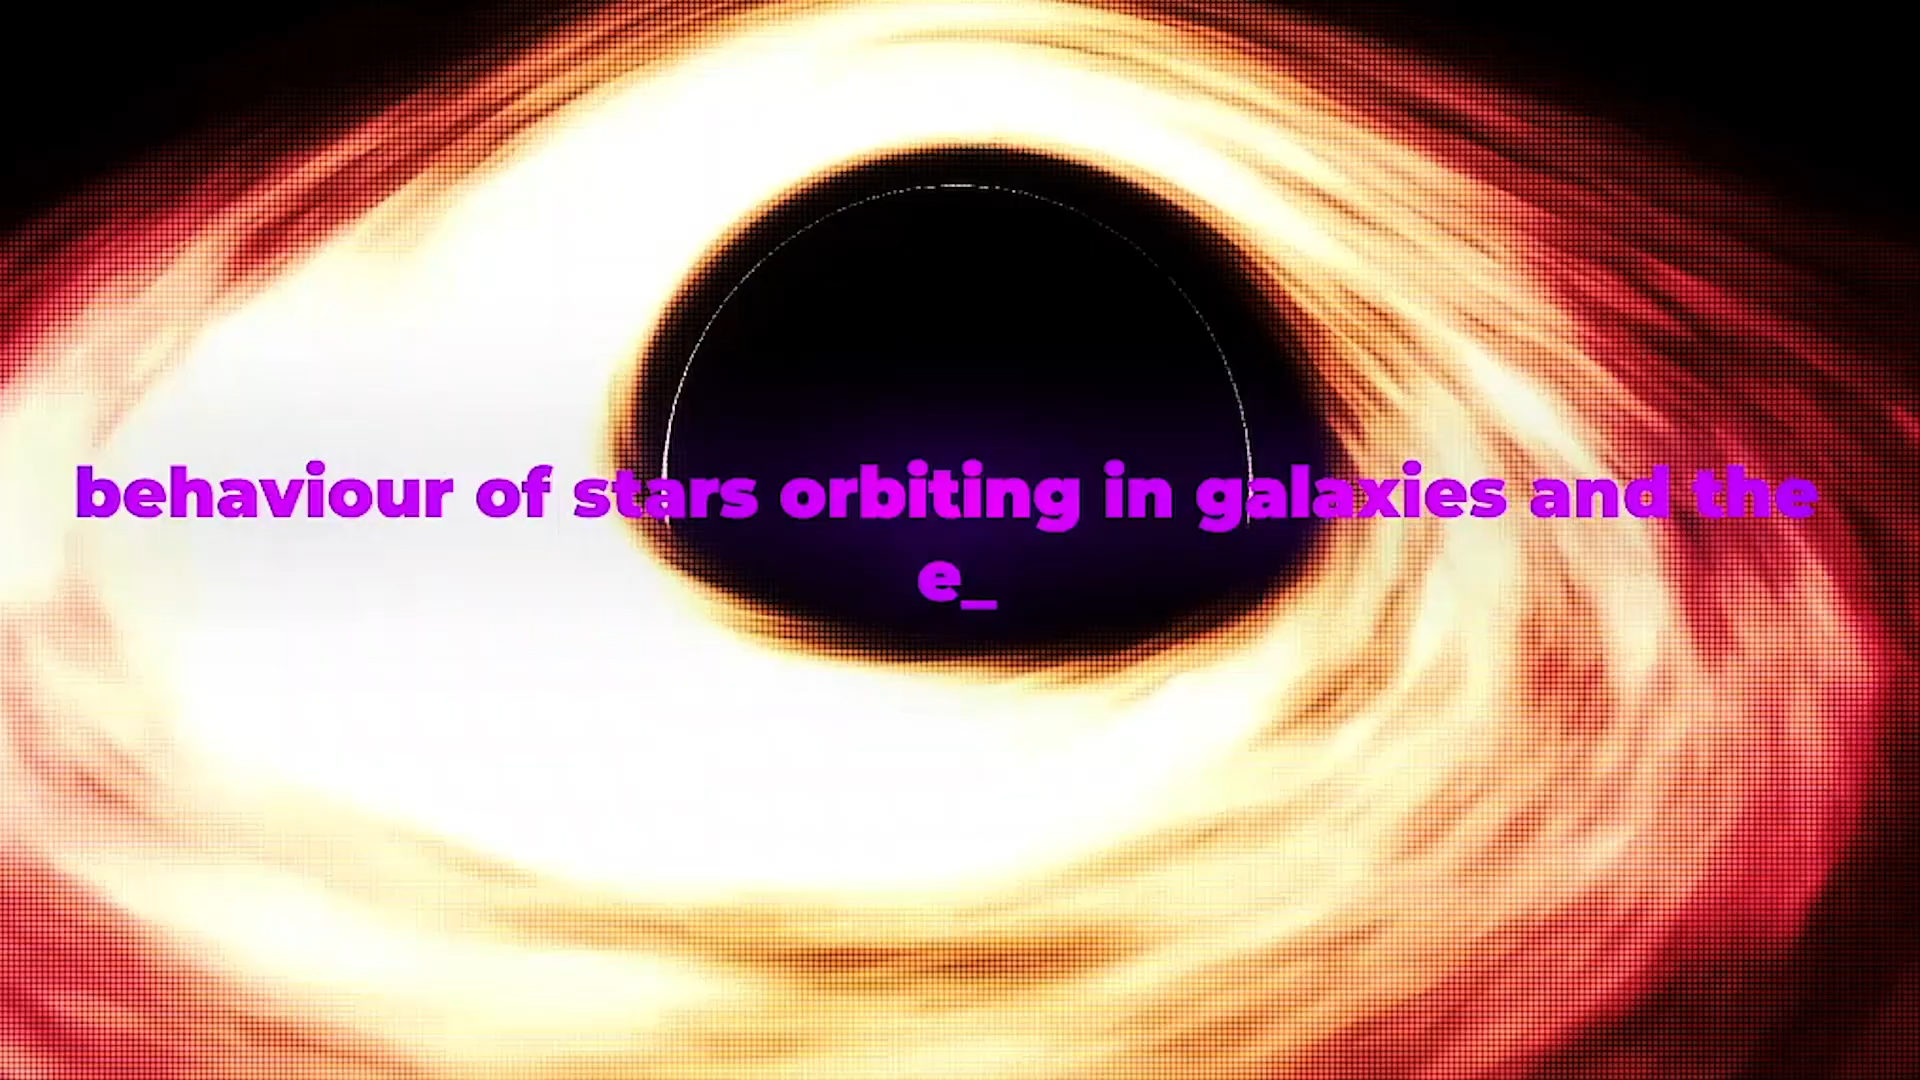 behaviour of stars orbiting in galaxies and the
e_